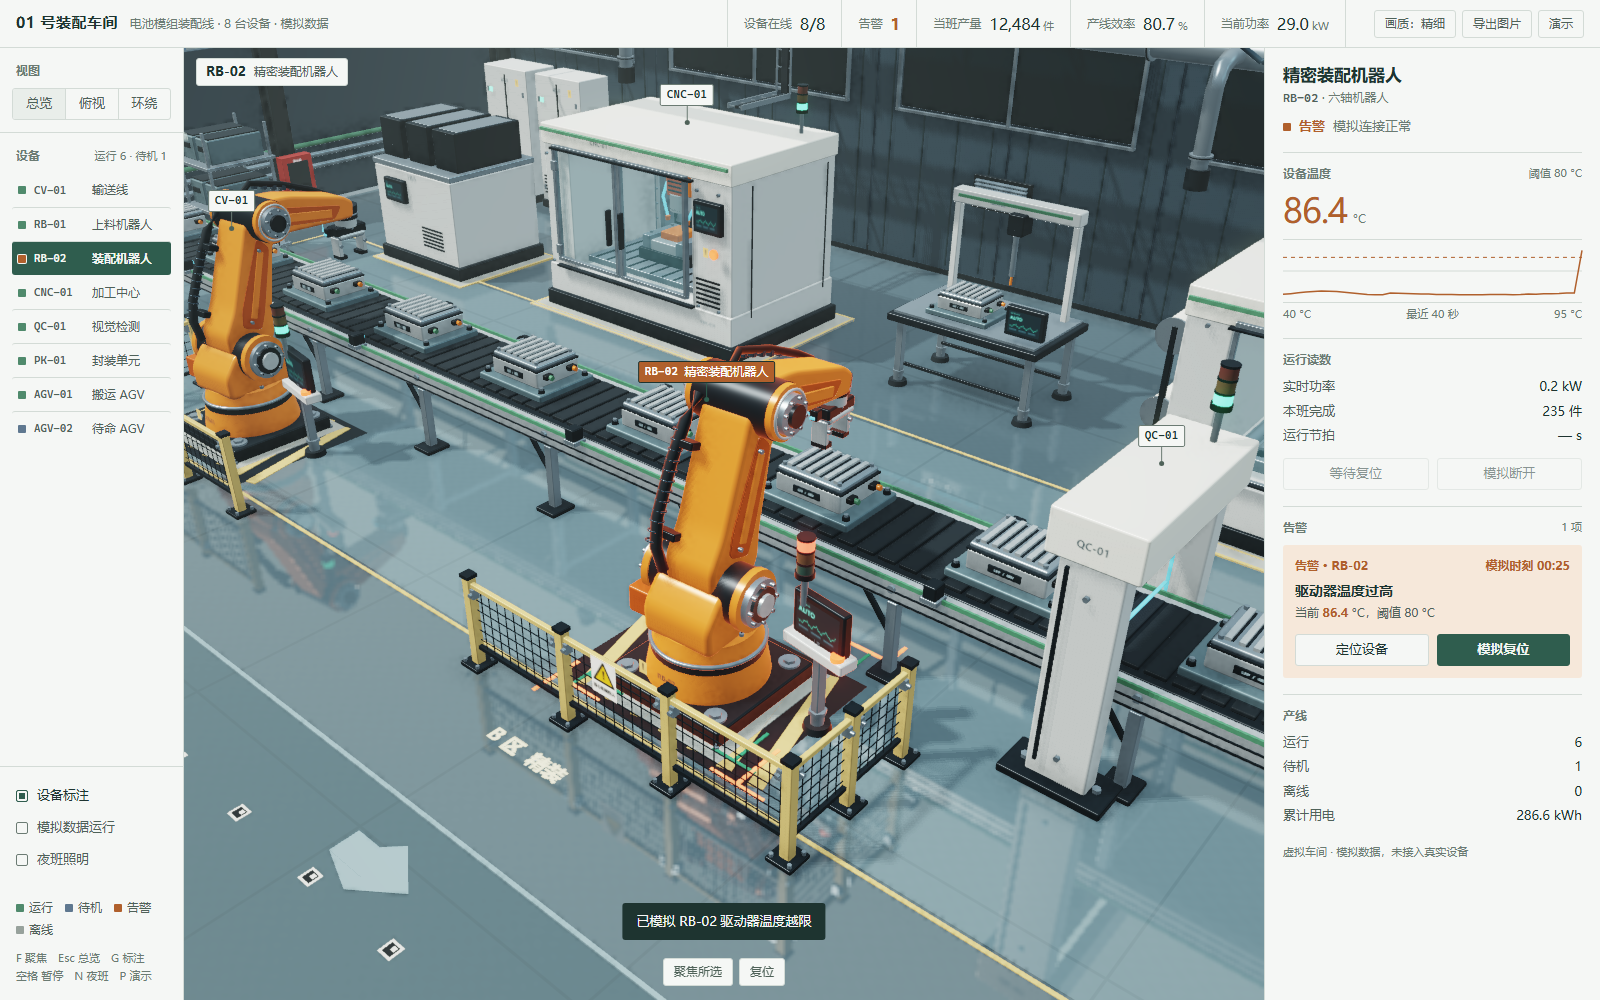 01 号装配车间 电池模组装配线 · 8 台设备 · 模拟数据
设备在线 8/8
告警 1
当班产量 12,484 件
产线效率 80.7 %
当前功率 29.0 kW
画质：精细
导出图片
演示
视图
总览 俯视 环绕
设备 运行 6 · 待机 1
CV-01 输送线
RB-01 上料机器人
RB-02 装配机器人
CNC-01 加工中心
QC-01 视觉检测
PK-01 封装单元
AGV-01 搬运 AGV
AGV-02 待命 AGV
设备标注
模拟数据运行
夜班照明
运行 待机 告警
离线
F 聚焦 Esc 总览 G 标注
空格 暂停 N 夜班 P 演示
RB-02 精密装配机器人
CNC-01
CV-01
RB-02 精密装配机器人
QC-01
QC-01
AUTO
AUTO
AUTO
B区 精装
已模拟 RB-02 驱动器温度越限
聚焦所选 复位
精密装配机器人
RB-02 · 六轴机器人
告警 模拟连接正常
设备温度 阈值 80 °C
86.4 °C
40 °C 最近 40 秒 95 °C
运行读数
实时功率 0.2 kW
本班完成 235 件
运行节拍 — s
等待复位 模拟断开
告警 1 项
告警 · RB-02 模拟时刻 00:25
驱动器温度过高
当前 86.4 °C，阈值 80 °C
定位设备 模拟复位
产线
运行 6
待机 1
离线 0
累计用电 286.6 kWh
虚拟车间 · 模拟数据，未接入真实设备